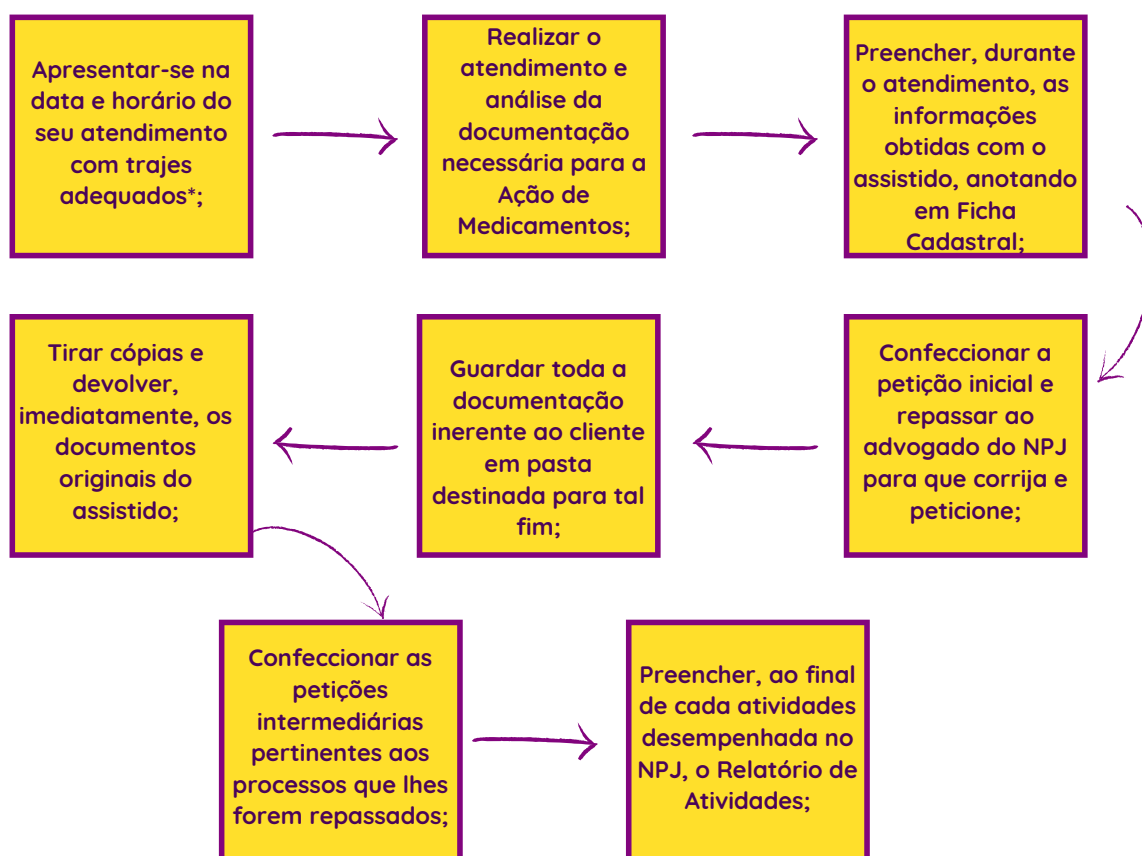 Apresentar-se na
data e horário do
seu atendimento
com trajes
adequados*;
Realizar o
atendimento e
análise da
documentação
necessária para a
Ação de
Medicamentos;
Preencher, durante
o atendimento, as
informações
obtidas com o
assistido, anotando
em Ficha
Cadastral;
Confeccionar a
petição inicial e
repassar ao
advogado do NPJ
para que corrija e
peticione;
Guardar toda a
documentação
inerente ao cliente
em pasta
destinada para tal
fim;
Tirar cópias e
devolver,
imediatamente, os
documentos
originais do
assistido;
Confeccionar as
petições
intermediárias
pertinentes aos
processos que lhes
forem repassados;
Preencher, ao final
de cada atividades
desempenhada no
NPJ, o Relatório de
Atividades;